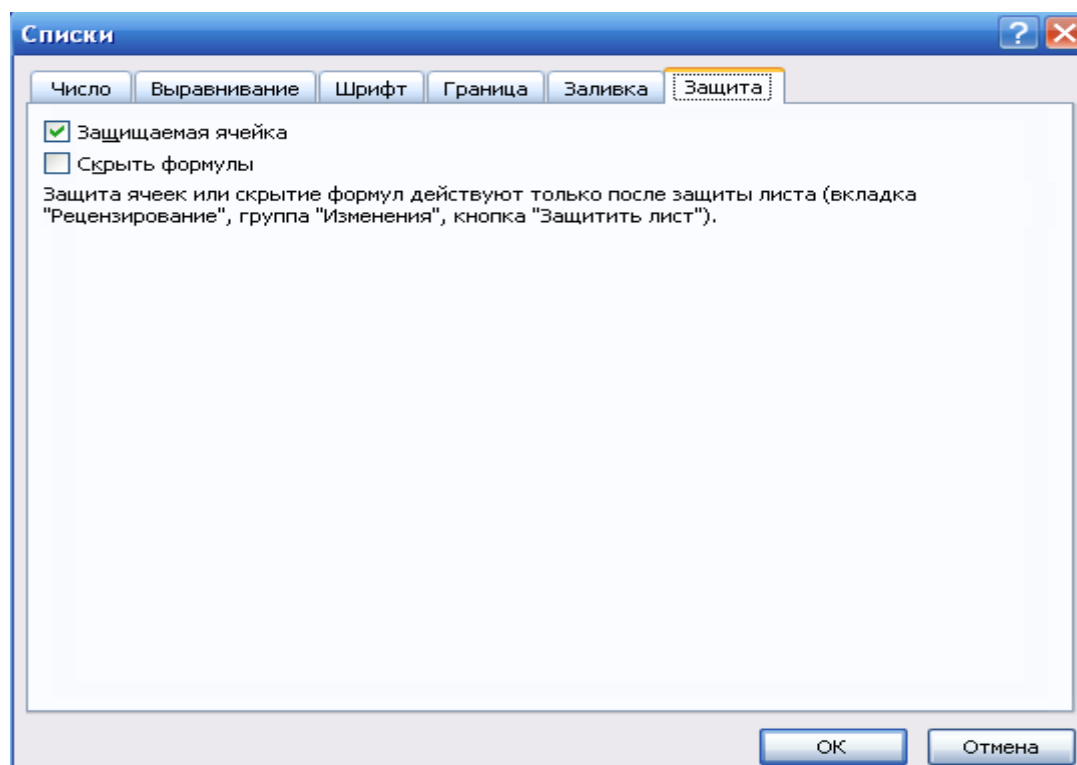 Списки
Число Выравнивание Шрифт Граница Заливка Защита
Защищаемая ячейка
Скрыть формулы
Защита ячеек или скрытие формул действуют только после защиты листа (вкладка
"Рецензирование", группа "Изменения", кнопка "Защитить лист").
ОК Отмена